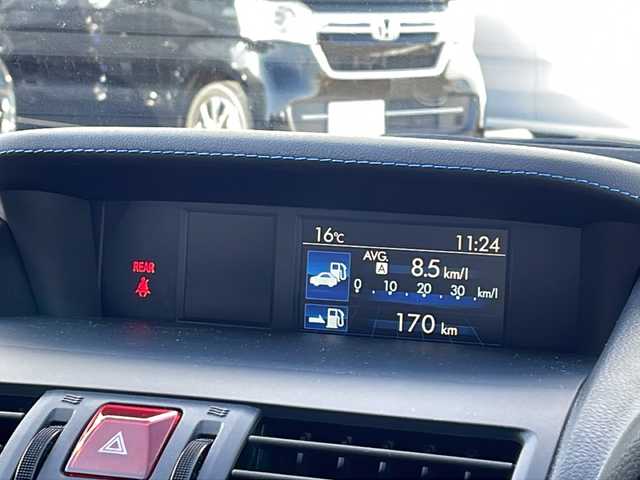 16°C 11:24
REAR
AVG.
A 8.5 km/l
0 . 10 . 20 . 30 . km/l
170 km